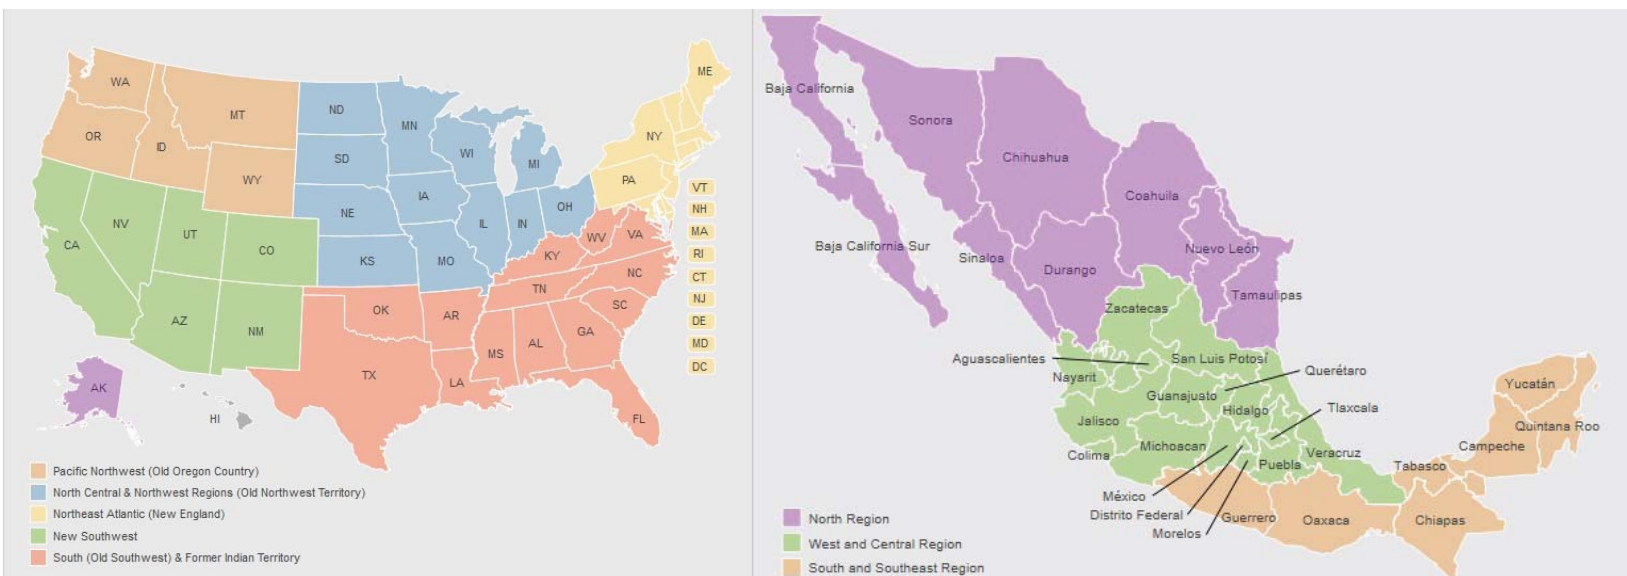 ME
WA
MT
ND
MN
OR
ID
NY
SD
WI
MI
WY
PA
IA
NE
OH
IL
IN
NV
UT
CO
CA
KS
MO
WV
VA
KY
NC
TN
OK
AR
SC
AZ
NM
MS
AL
GA
TX
LA
FL
AK
HI
VT
NH
MA
RI
CT
NJ
DE
MD
DC
Pacific Northwest (Old Oregon Country)
North Central & Northwest Regions (Old Northwest Territory)
Northeast Atlantic (New England)
New Southwest
South (Old Southwest) & Former Indian Territory
Baja California
Sonora
Chihuahua
Coahuila
Baja California Sur
Sinaloa
Durango
Nuevo León
Tamaulipas
Zacatecas
Aguascalientes
San Luis Potosí
Nayarit
Querétaro
Guanajuato
Hidalgo
Tlaxcala
Jalisco
Michoacan
Colima
Veracruz
Puebla
México
Distrito Federal
Morelos
Guerrero
Oaxaca
Chiapas
Tabasco
Campeche
Yucatán
Quintana Roo
North Region
West and Central Region
South and Southeast Region